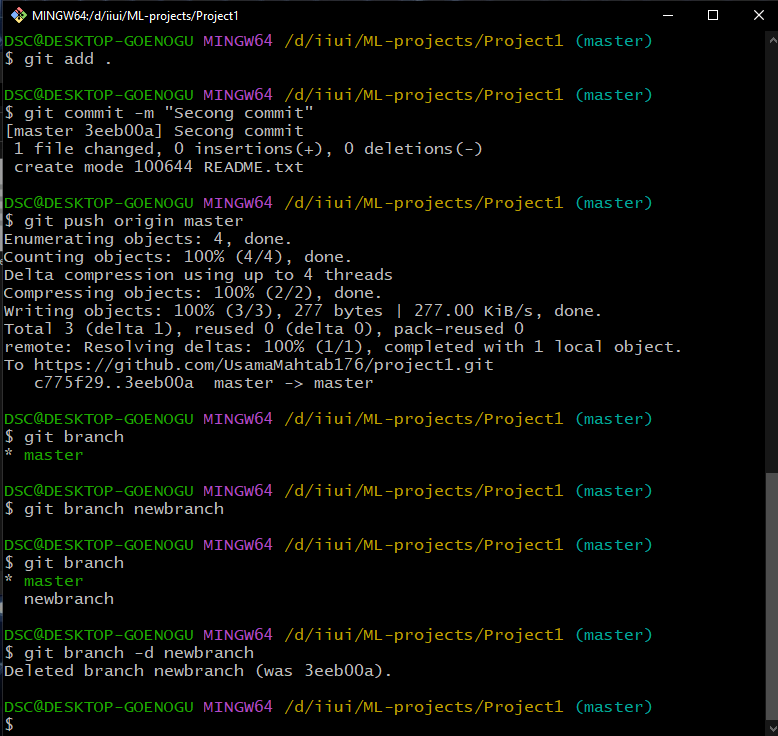 MINGW64:/d/iiui/ML-projects/Project1
DSC@DESKTOP-GOENOGU MINGW64 /d/iiui/ML-projects/Project1 (master)
$ git add .
DSC@DESKTOP-GOENOGU MINGW64 /d/iiui/ML-projects/Project1 (master)
$ git commit -m "Secong commit"
[master 3eeb00a] Secong commit
 1 file changed, 0 insertions(+), 0 deletions(-)
 create mode 100644 README.txt
DSC@DESKTOP-GOENOGU MINGW64 /d/iiui/ML-projects/Project1 (master)
$ git push origin master
Enumerating objects: 4, done.
Counting objects: 100% (4/4), done.
Delta compression using up to 4 threads
Compressing objects: 100% (2/2), done.
Writing objects: 100% (3/3), 277 bytes | 277.00 KiB/s, done.
Total 3 (delta 1), reused 0 (delta 0), pack-reused 0
remote: Resolving deltas: 100% (1/1), completed with 1 local object.
To https://github.com/UsamaMahtab176/project1.git
   c775f29..3eeb00a  master -> master
DSC@DESKTOP-GOENOGU MINGW64 /d/iiui/ML-projects/Project1 (master)
$ git branch
* master
DSC@DESKTOP-GOENOGU MINGW64 /d/iiui/ML-projects/Project1 (master)
$ git branch newbranch
DSC@DESKTOP-GOENOGU MINGW64 /d/iiui/ML-projects/Project1 (master)
$ git branch
* master
  newbranch
DSC@DESKTOP-GOENOGU MINGW64 /d/iiui/ML-projects/Project1 (master)
$ git branch -d newbranch
Deleted branch newbranch (was 3eeb00a).
DSC@DESKTOP-GOENOGU MINGW64 /d/iiui/ML-projects/Project1 (master)
$